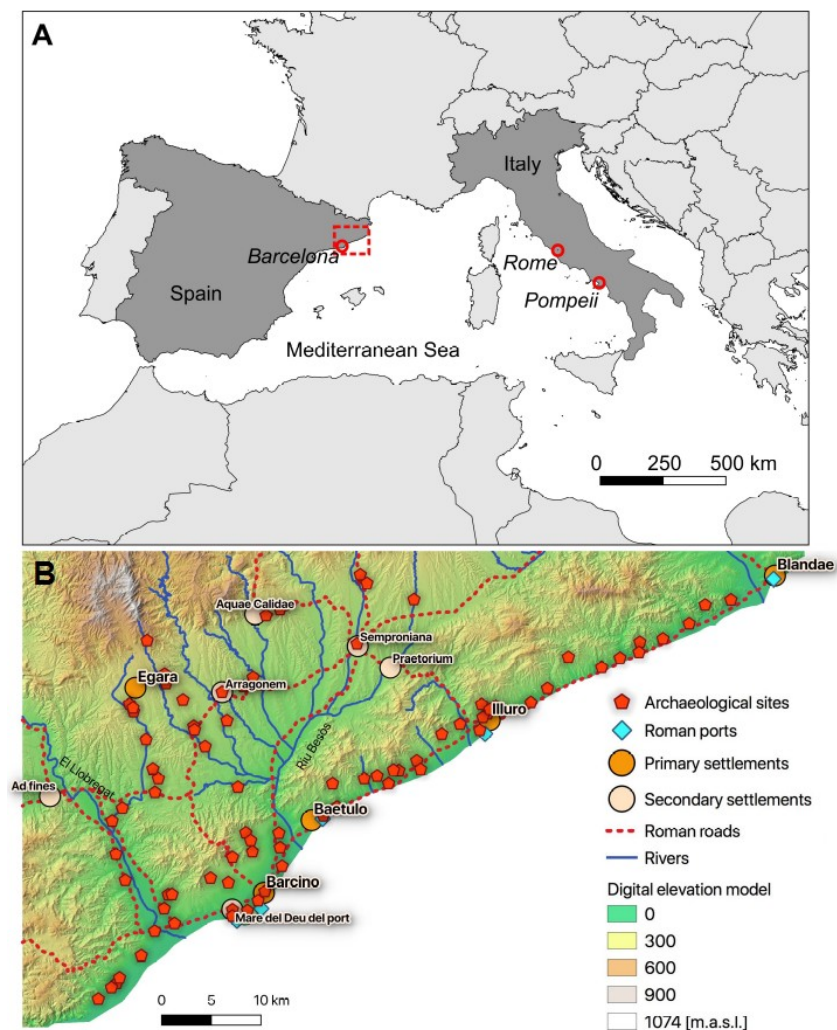 A
Italy
Barcelona
Rome
Spain
Pompeii
Mediterranean Sea
0 250 500 km
B
Blandae
Aquae Calidae
Semproniana
Praetorium
Egara
Arragonem
Illuro
Riu Besòs
El Llobregat
Ad fines
Baetulo
Barcino
Mare del Deu del port
0 5 10 km
Archaeological sites
Roman ports
Primary settlements
Secondary settlements
Roman roads
Rivers
Digital elevation model
0
300
600
900
1074 [m.a.s.l.]